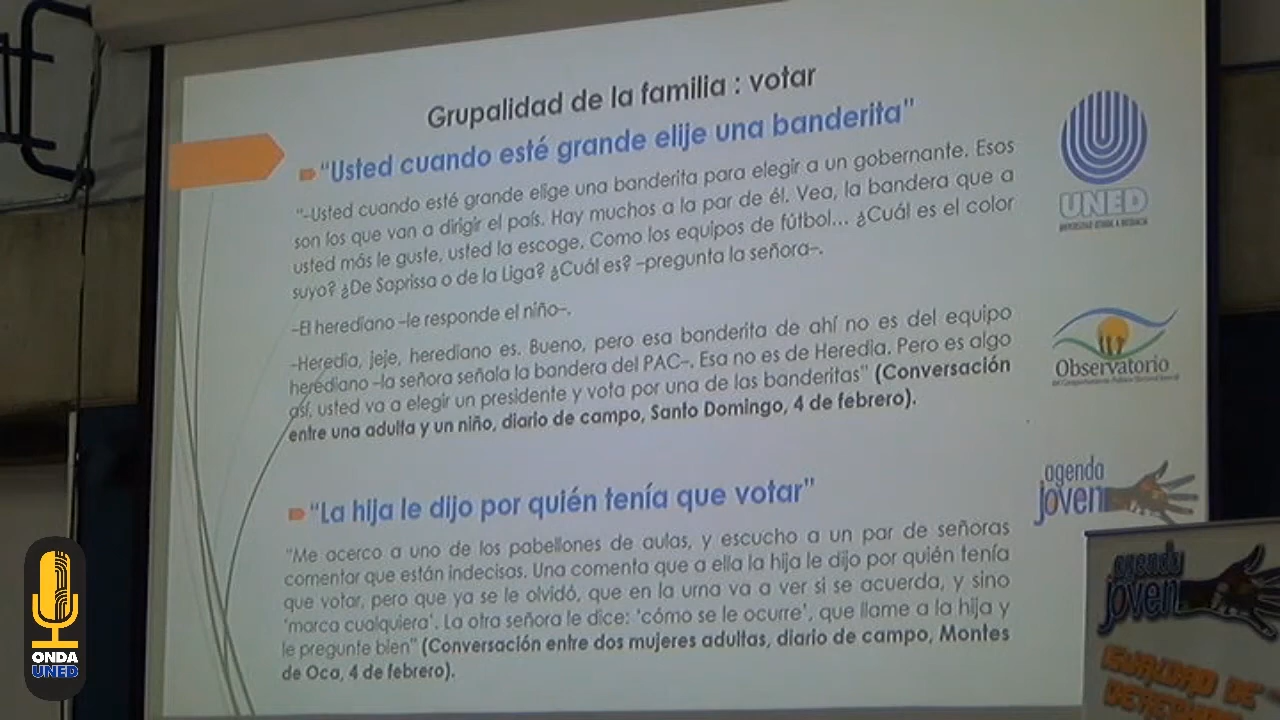 Grupalidad de la familia : votar
“Usted cuando esté grande elije una banderita”
“-Usted cuando esté grande elige una banderita para elegir a un gobernante. Esos
son los que van a dirigir el país. Hay muchos a la par de él. Vea, la bandera que a
usted más le guste, usted la escoge. Como los equipos de fútbol... ¿Cuál es el color
suyo? ¿De Saprissa o de la Liga? ¿Cuál es? –pregunta la señora–.
–El herediano –le responde el niño–.
–Heredia, jeje, herediano es. Bueno, pero esa banderita de ahí no es del equipo
herediano –la señora señala la bandera del PAC–. Esa no es de Heredia. Pero es algo
así, usted va a elegir un presidente y vota por una de las banderitas” (Conversación
entre una adulta y un niño, diario de campo, Santo Domingo, 4 de febrero).
“La hija le dijo por quién tenía que votar”
“Me acerco a uno de los pabellones de aulas, y escucho a un par de señoras
comentar que están indecisas. Una comenta que a ella la hija le dijo por quién tenía
que votar, pero que ya se le olvidó, que en la urna va a ver si se acuerda, y sino
‘marca cualquiera’. La otra señora le dice: ‘cómo se le ocurre’, que llame a la hija y
le pregunte bien” (Conversación entre dos mujeres adultas, diario de campo, Montes
de Oca, 4 de febrero).
UNED
Observatorio
agenda
joven
agenda
joven
IGUALDAD DE
ONDA
UNED